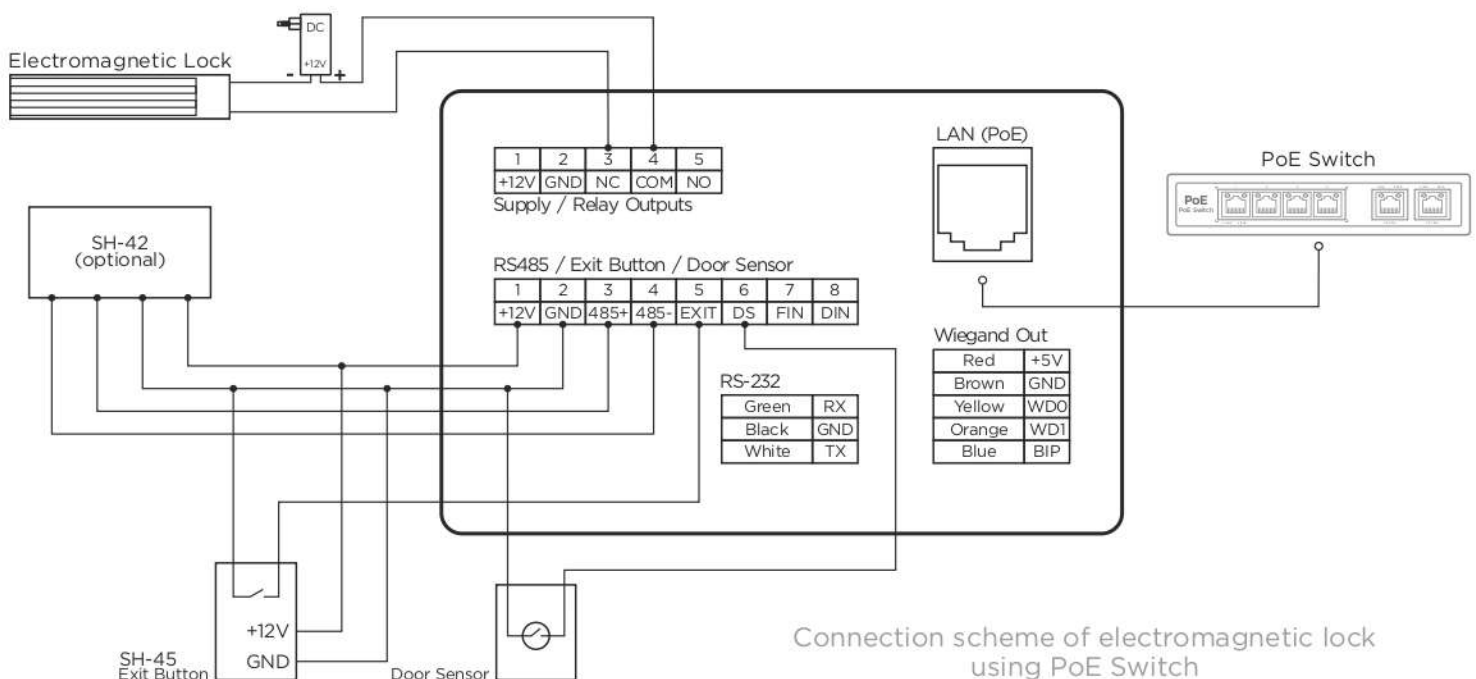 DC
+12V
- +
Electromagnetic Lock
LAN (PoE)
1 2 3 4 5
+12V GND NC COM NO
Supply / Relay Outputs
PoE Switch
PoE
PoE Switch
SH-42
(optional)
RS485 / Exit Button / Door Sensor
1 2 3 4 5 6 7 8
+12V GND 485+ 485- EXIT DS FIN DIN
Wiegand Out
Red +5V
Brown GND
Yellow WD0
Orange WD1
Blue BIP
RS-232
Green RX
Black GND
White TX
+12V
GND
SH-45
Exit Button
Door Sensor
Connection scheme of electromagnetic lock
using PoE Switch